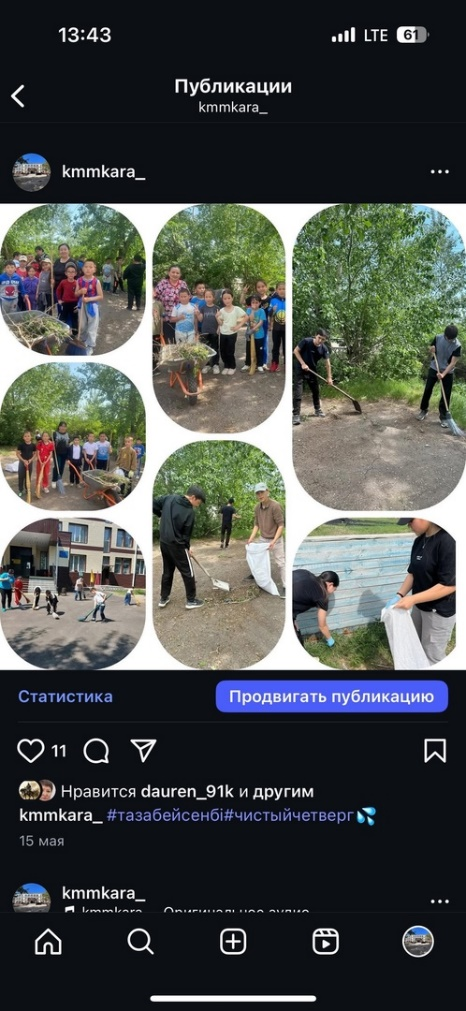 13:43 LTE 61
Публикации
kmmkara_
kmmkara_
Статистика
Продвигать публикацию
11
Нравится dauren_91k и другим
kmmkara_ #тазабейсенбі#чистыйчетверг💦
15 мая
kmmkara_
kmmkara_ Оригинальное аудио